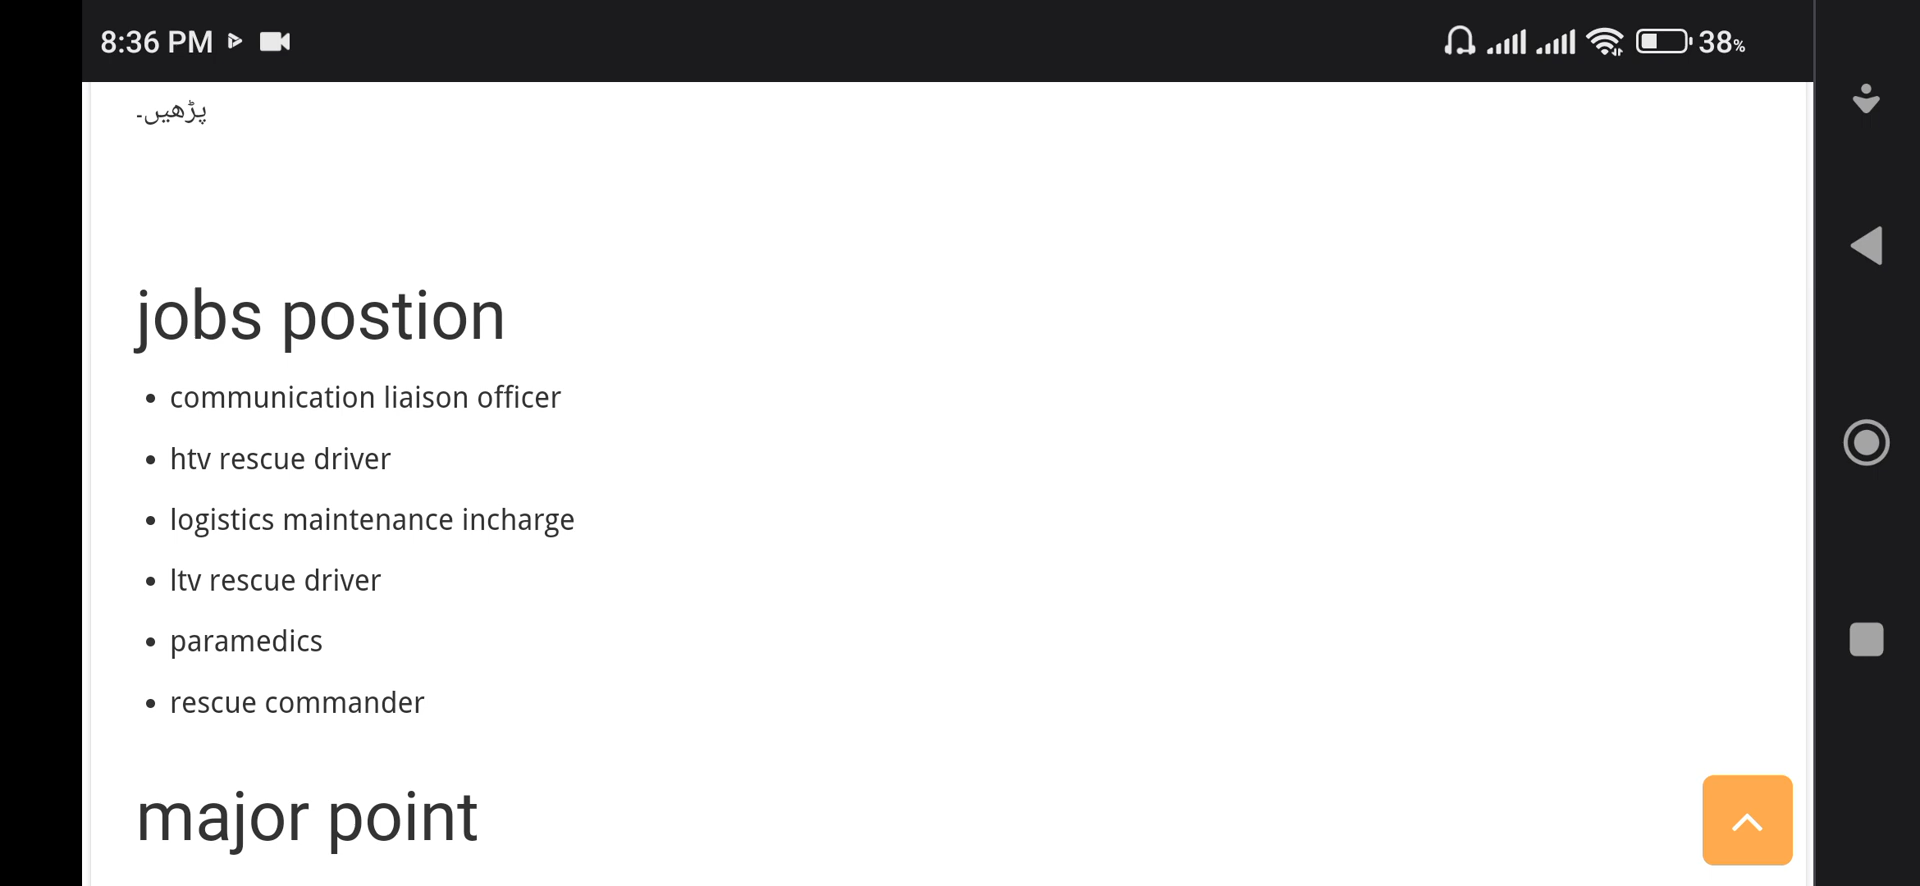 8:36 PM
38%
پڑھیں۔
jobs postion
communication liaison officer
htv rescue driver
logistics maintenance incharge
ltv rescue driver
paramedics
rescue commander
major point